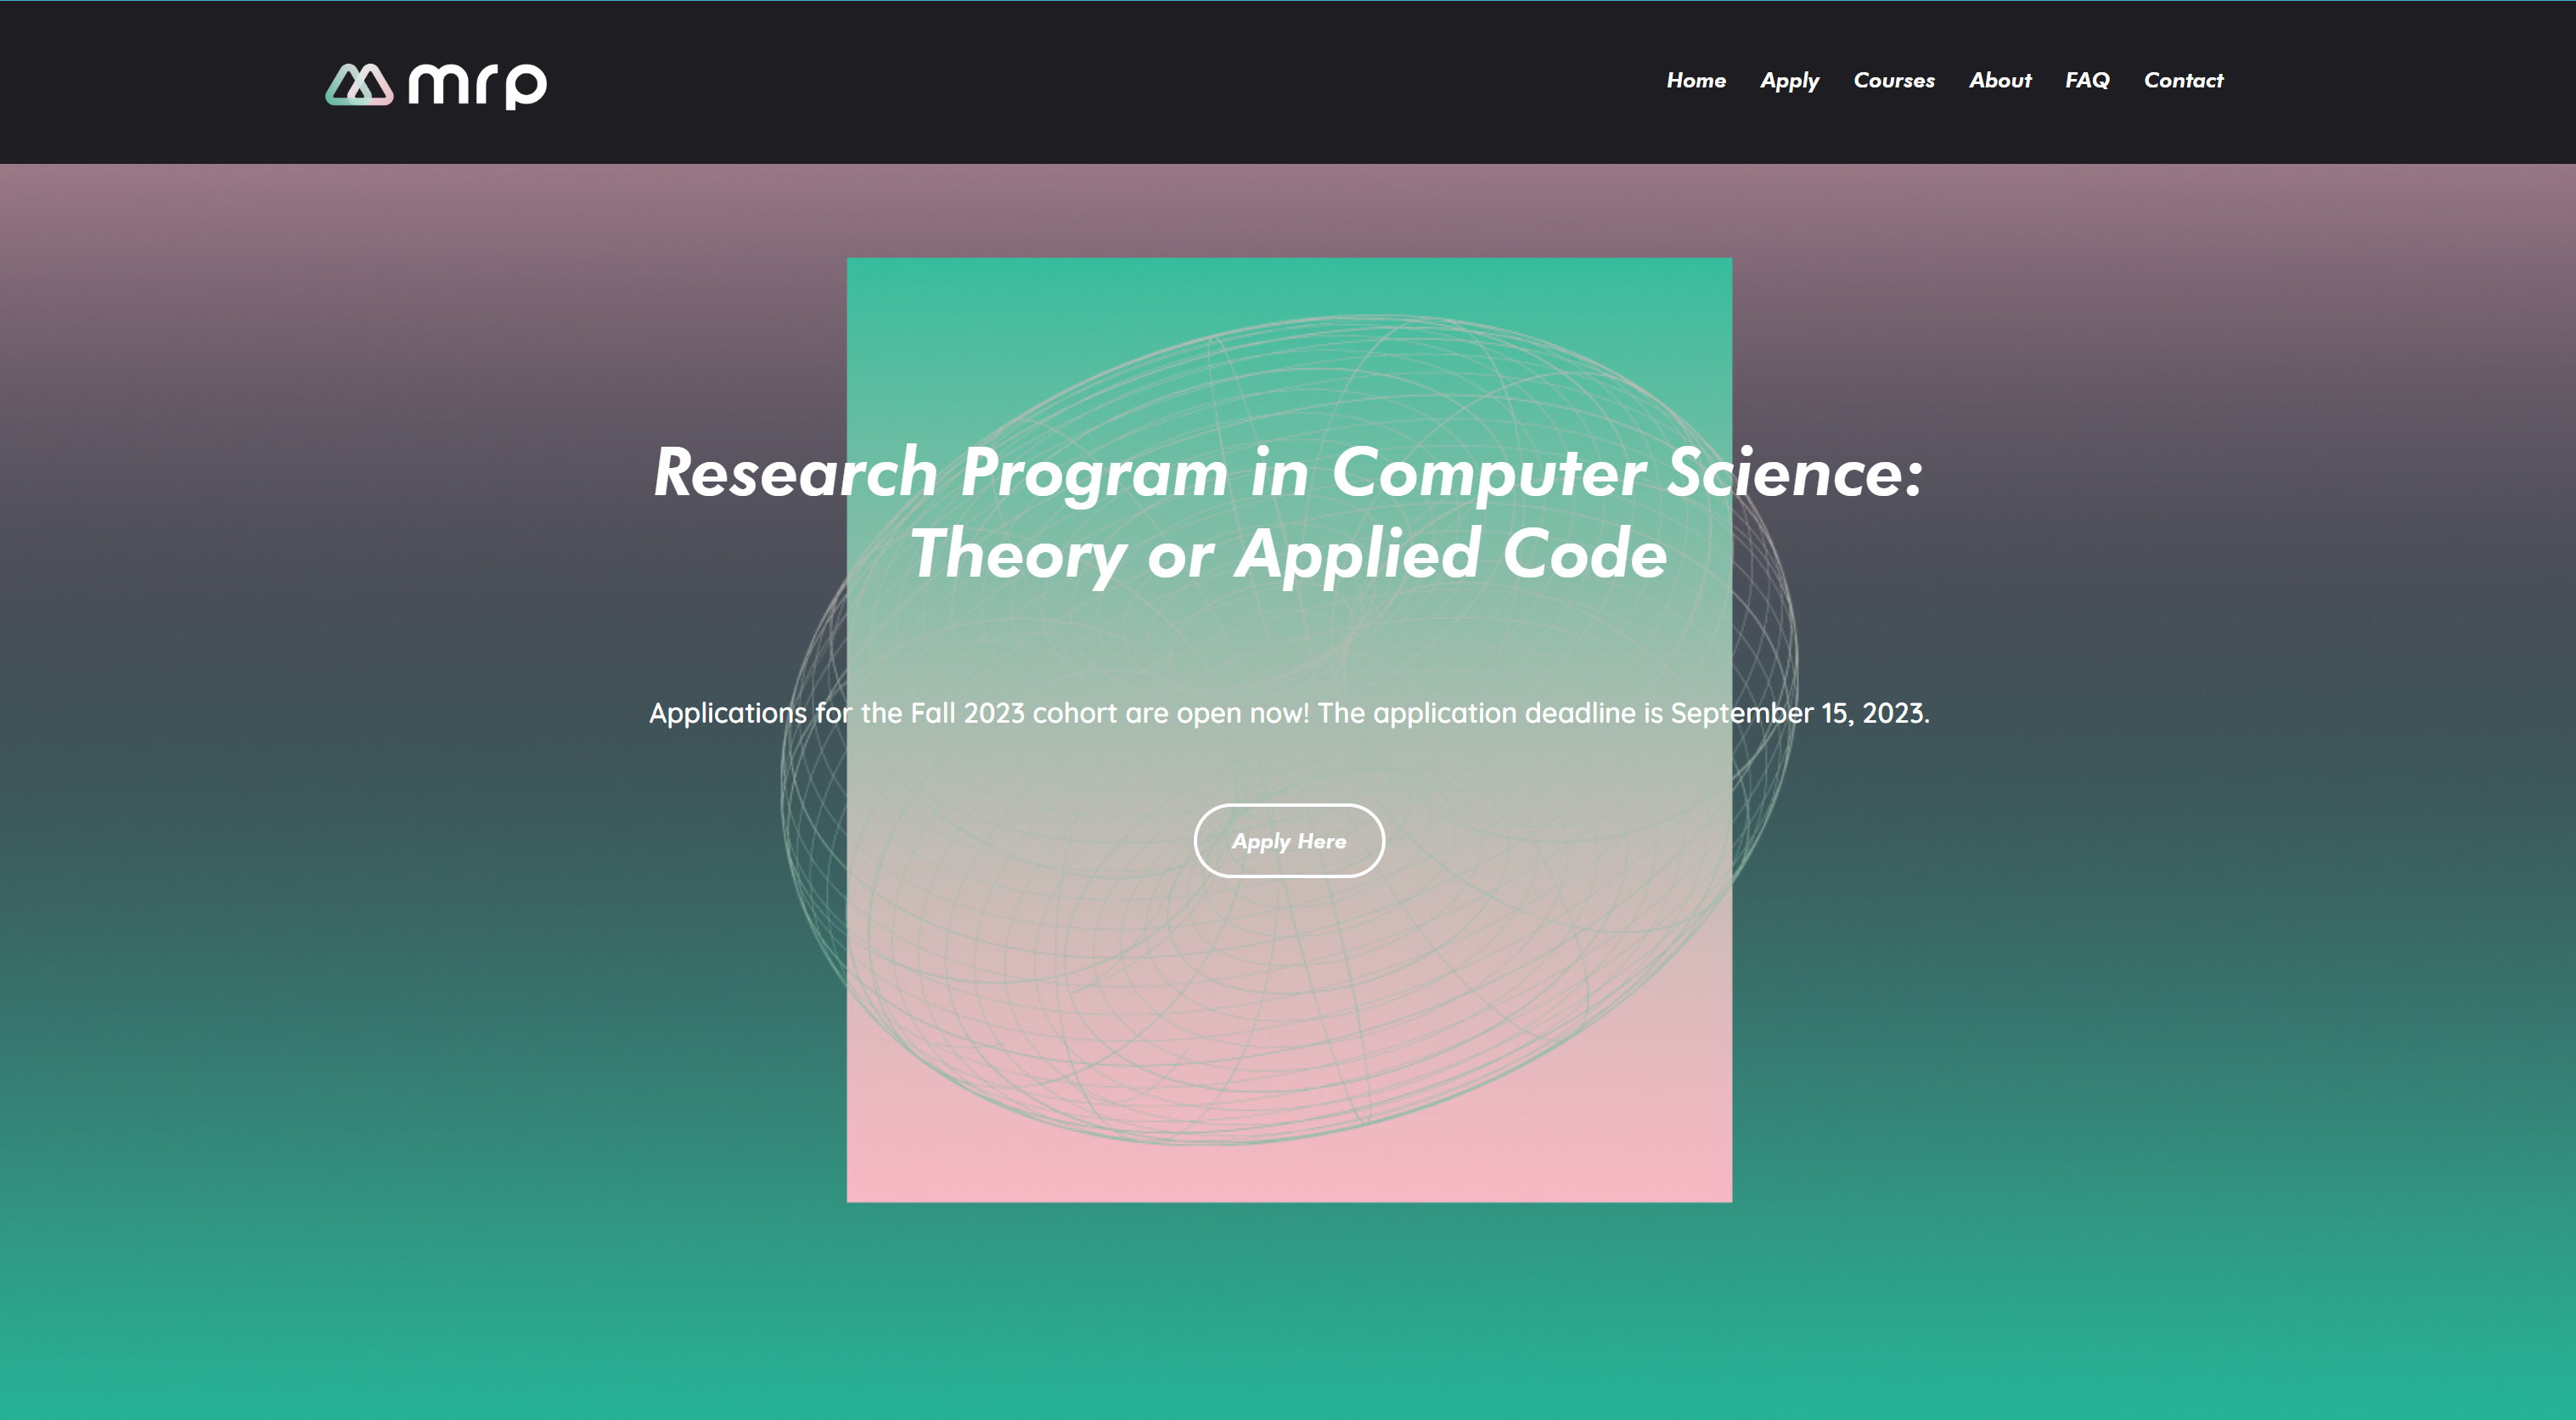 mrp
Home Apply Courses About FAQ Contact
Research Program in Computer Science:
Theory or Applied Code
Applications for the Fall 2023 cohort are open now! The application deadline is September 15, 2023.
Apply Here